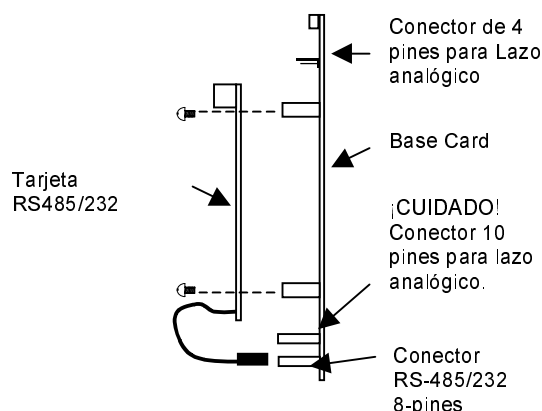 Conector de 4
pines para Lazo
analógico
Base Card
Tarjeta
RS485/232
¡CUIDADO!
Conector 10
pines para lazo
analógico.
Conector
RS-485/232
8-pines